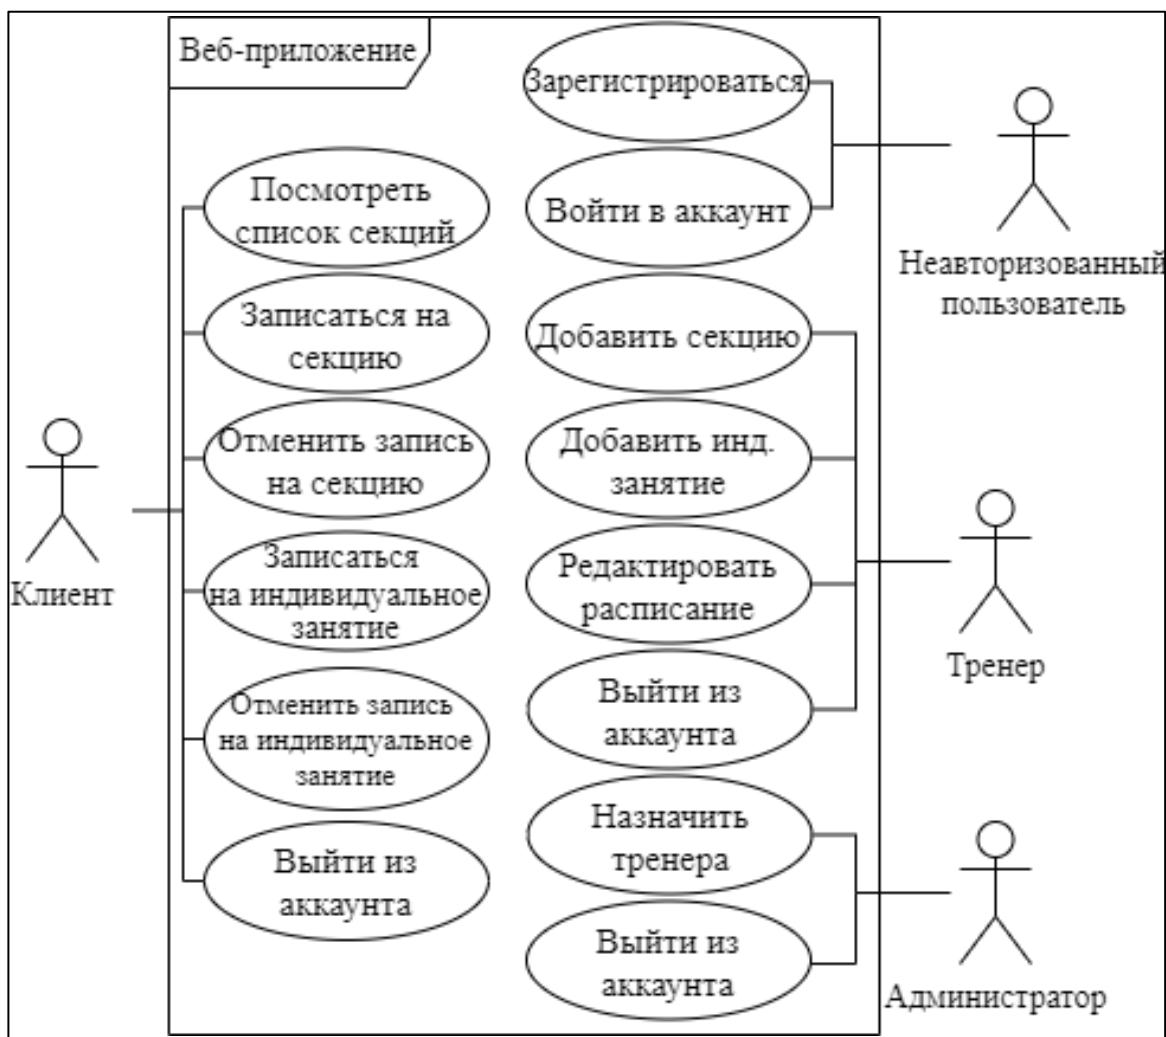 Веб-приложение
Зарегистрироваться
Войти в аккаунт
Неавторизованный
пользователь
Посмотреть
список секций
Записаться на
секцию
Отменить запись
на секцию
Записаться
на индивидуальное
занятие
Отменить запись
на индивидуальное
занятие
Выйти из
аккаунта
Клиент
Добавить секцию
Добавить инд.
занятие
Редактировать
расписание
Выйти из
аккаунта
Тренер
Назначить
тренера
Выйти из
аккаунта
Администратор